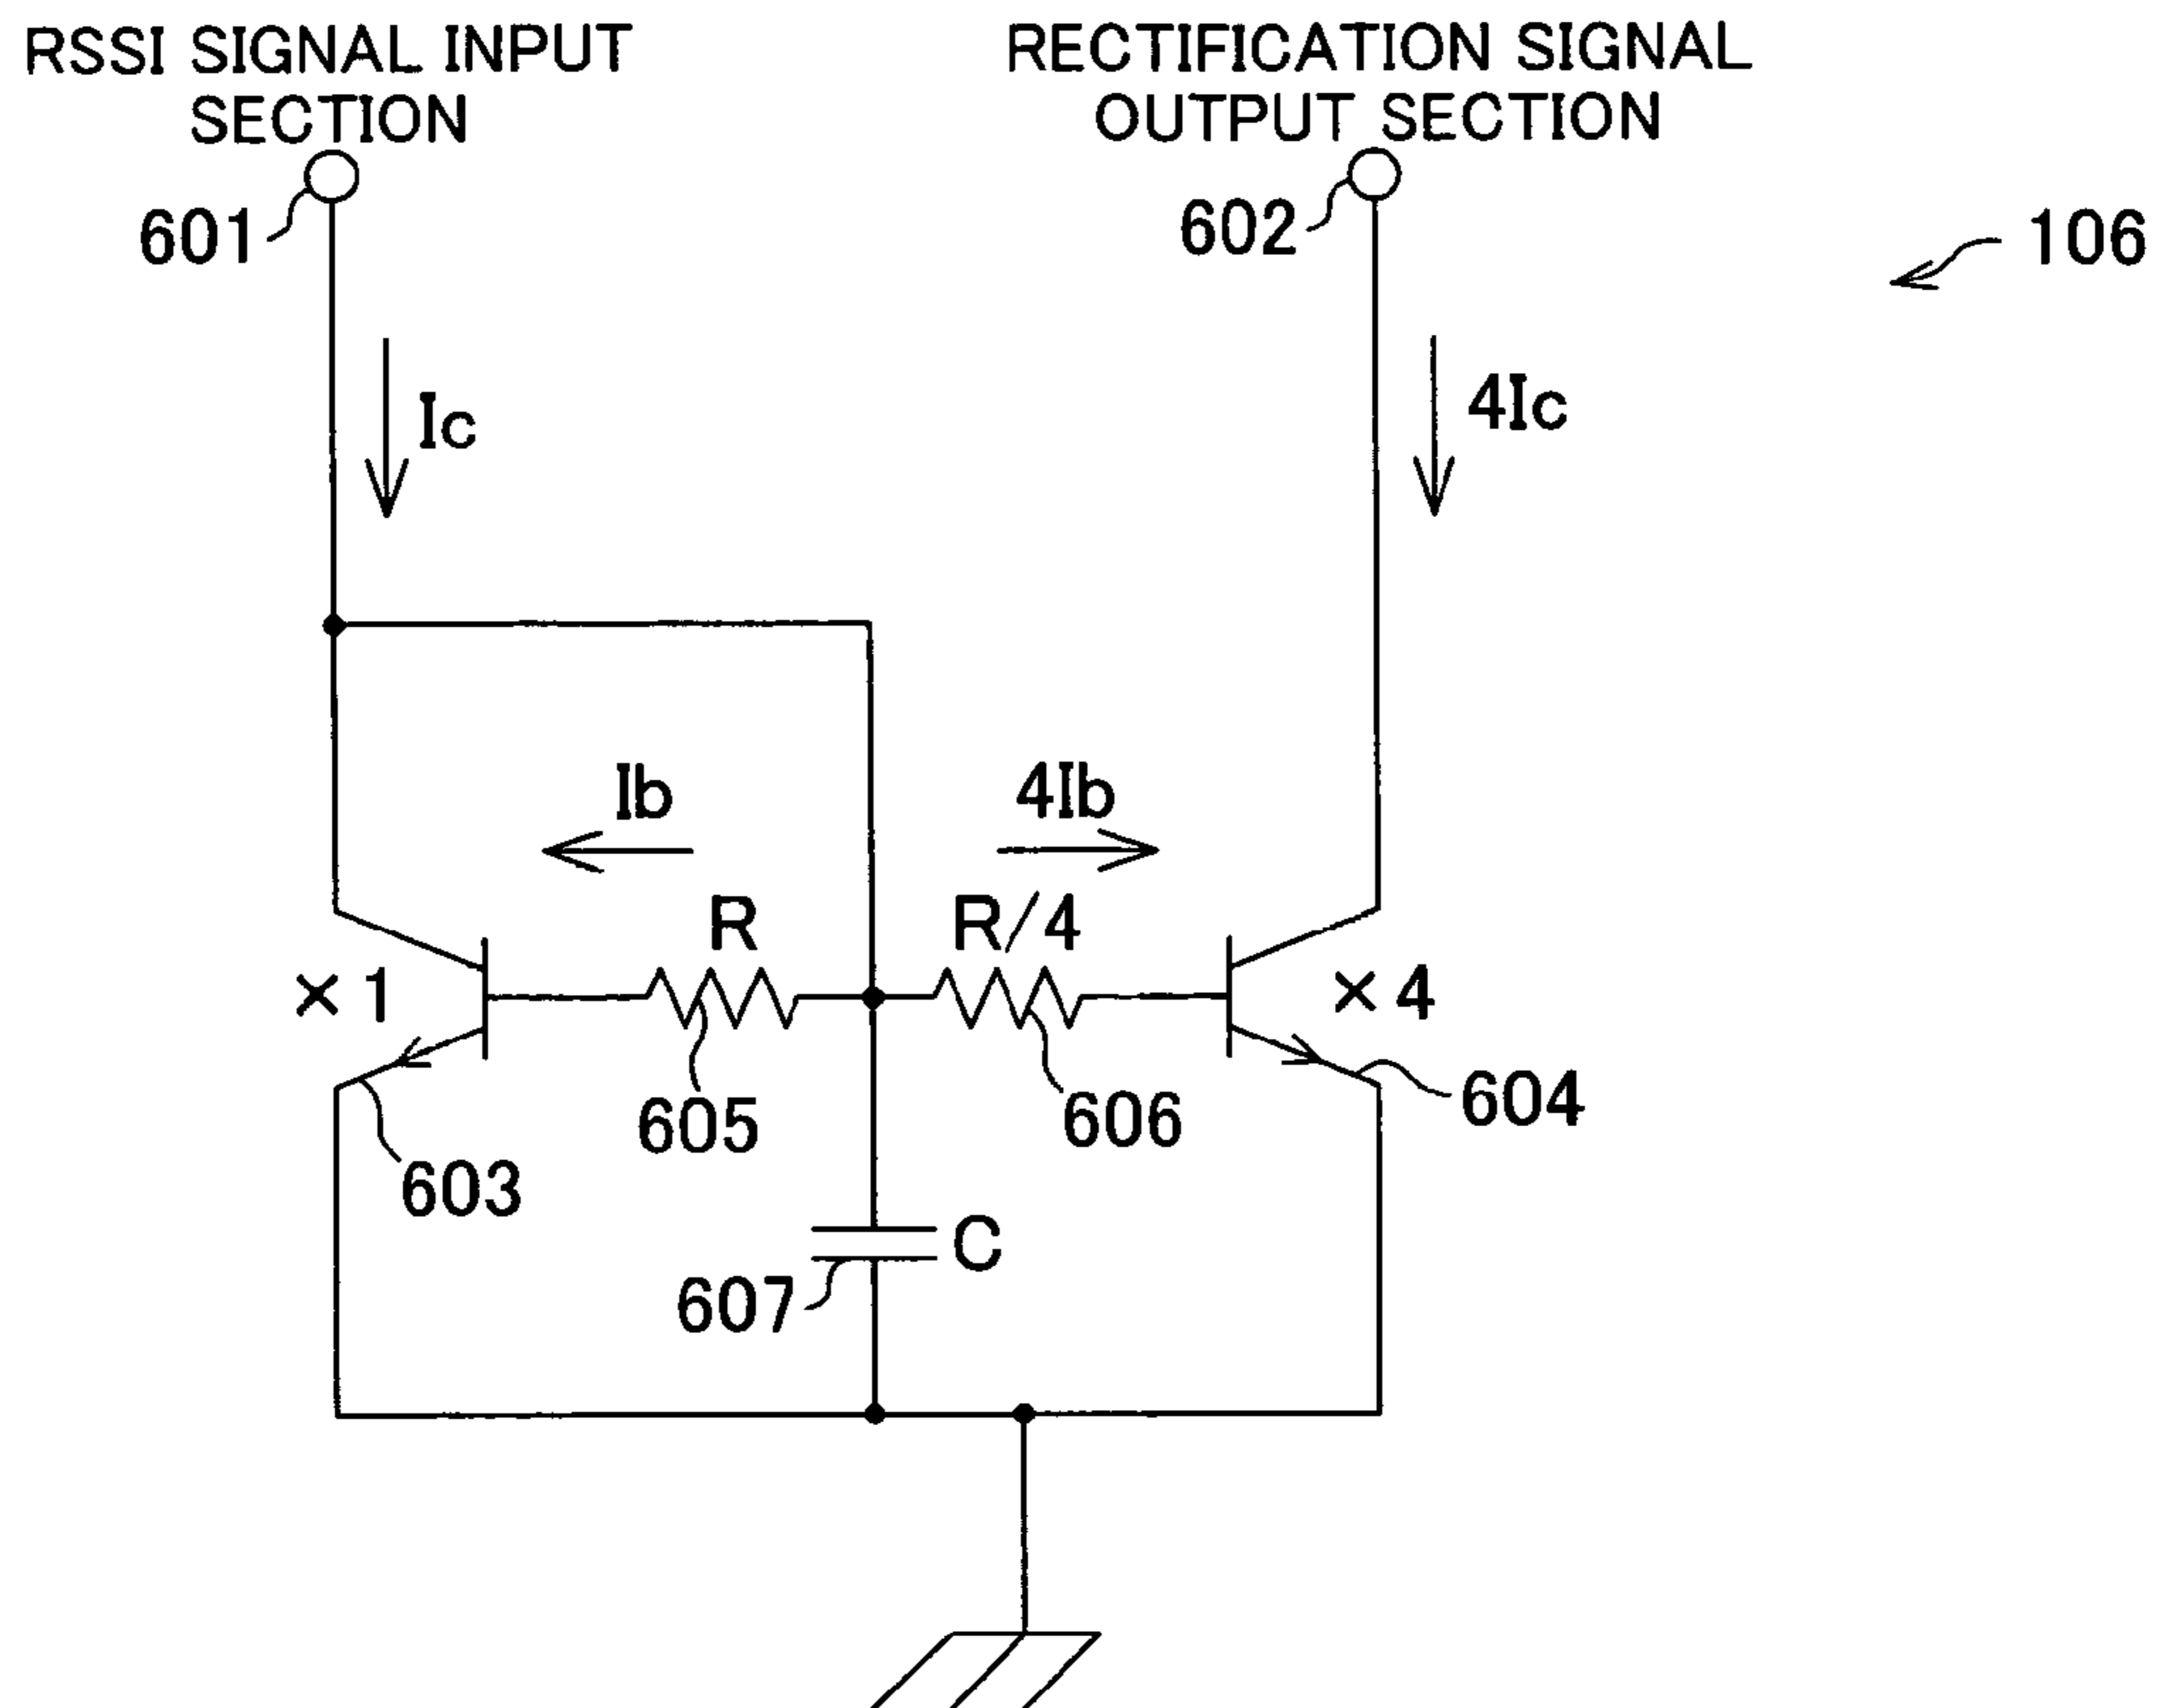 RSSI SIGNAL INPUT
SECTION
RECTIFICATION SIGNAL
OUTPUT SECTION
601
602
106
Ic
4Ic
Ib
4Ib
R
R/4
×1
×4
605
606
604
603
C
607